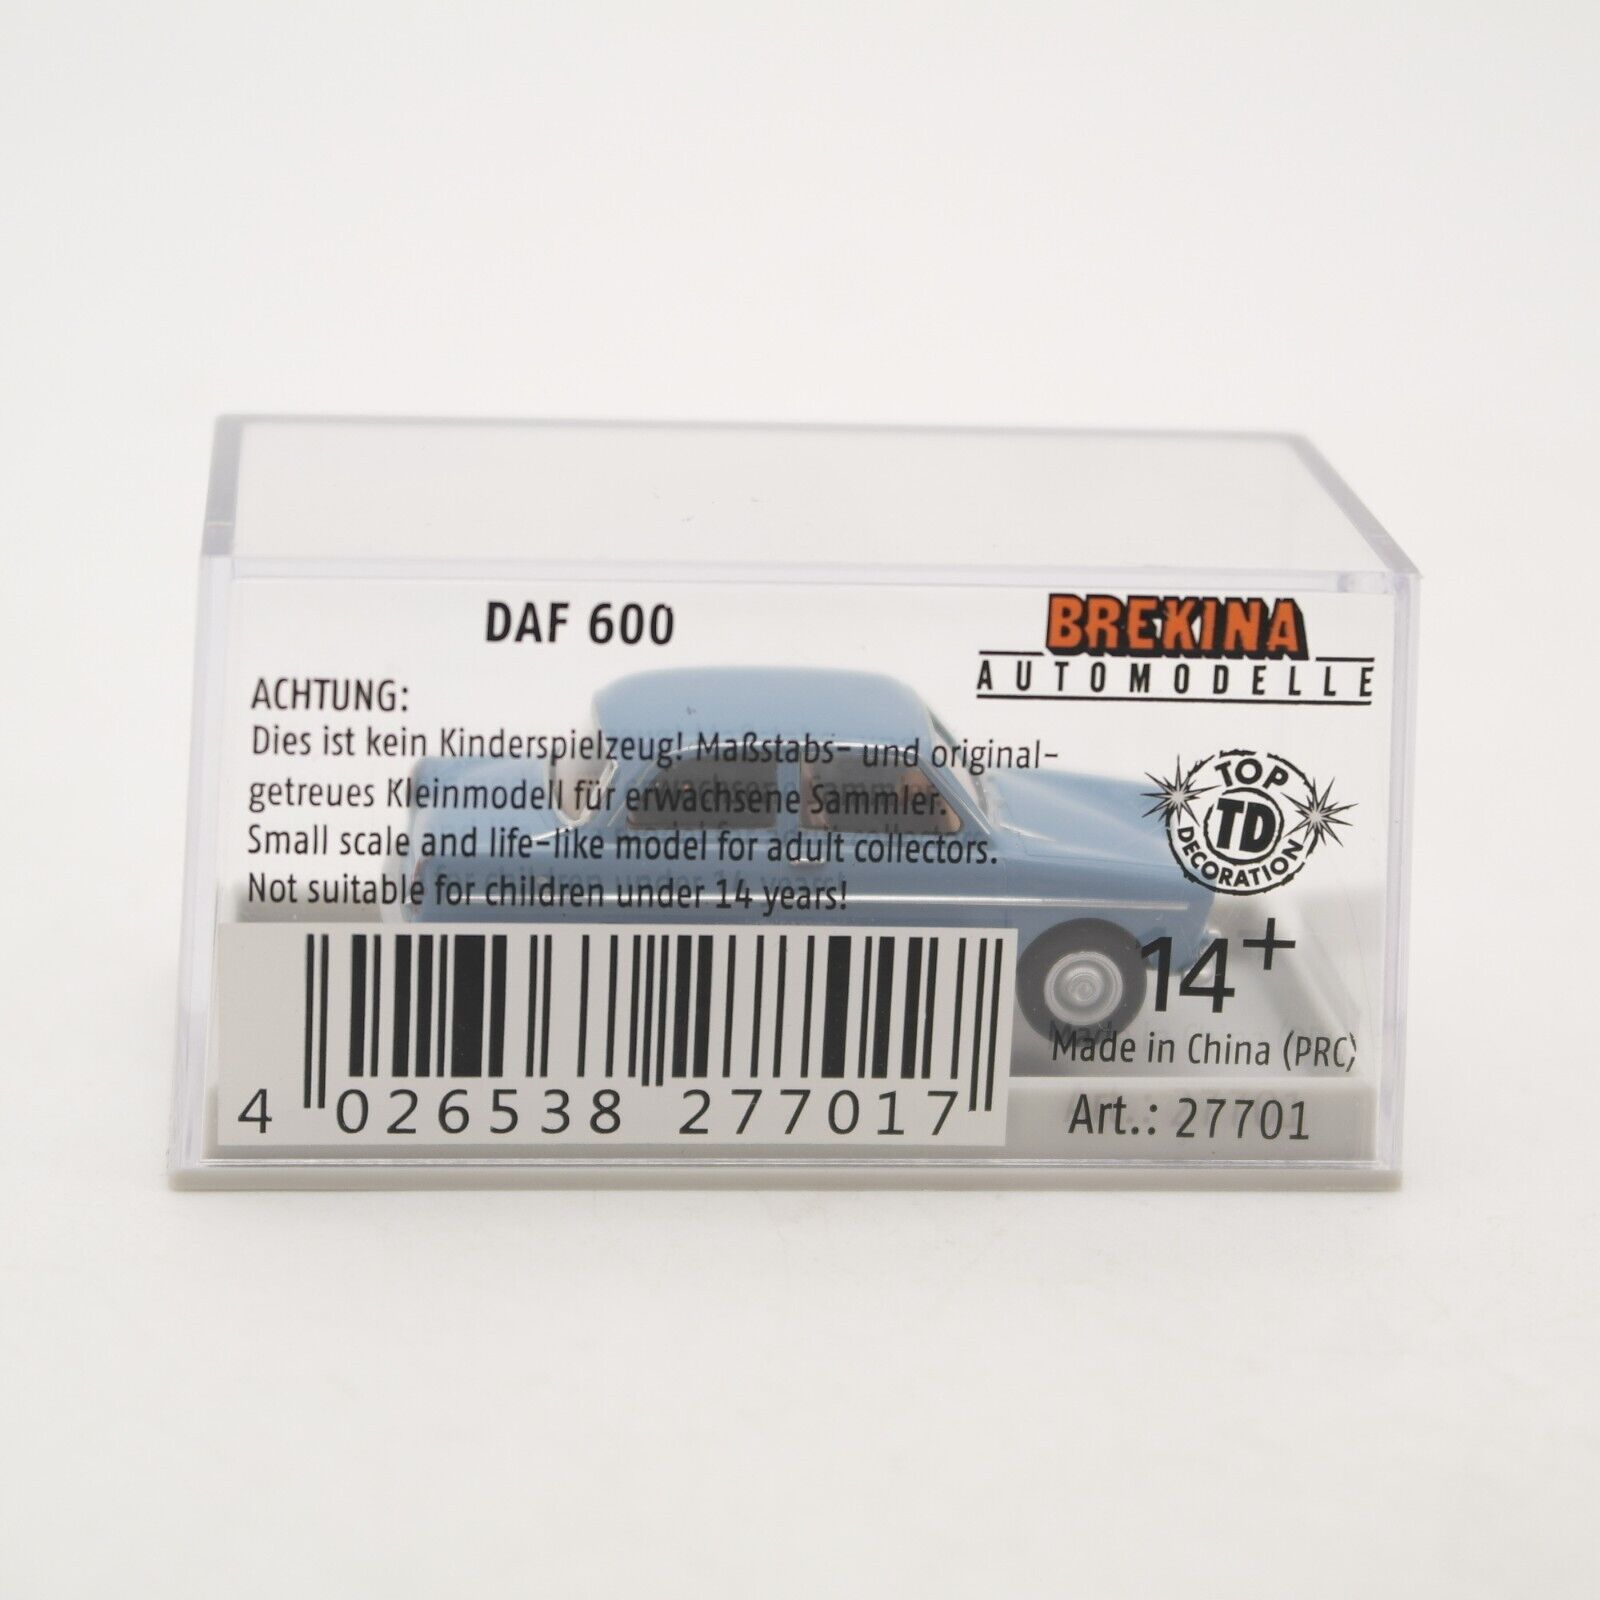 DAF 600
BREKINA
AUTOMODELLE
ACHTUNG:
Dies ist kein Kinderspielzeug! Maßstabs- und original-
getreues Kleinmodell für erwachsene Sammler.
Small scale and life-like model for adult collectors.
Not suitable for children under 14 years!
TOP
TD
DECORATION
14+
Made in China (PRC)
Art.: 27701
4 026538 277017